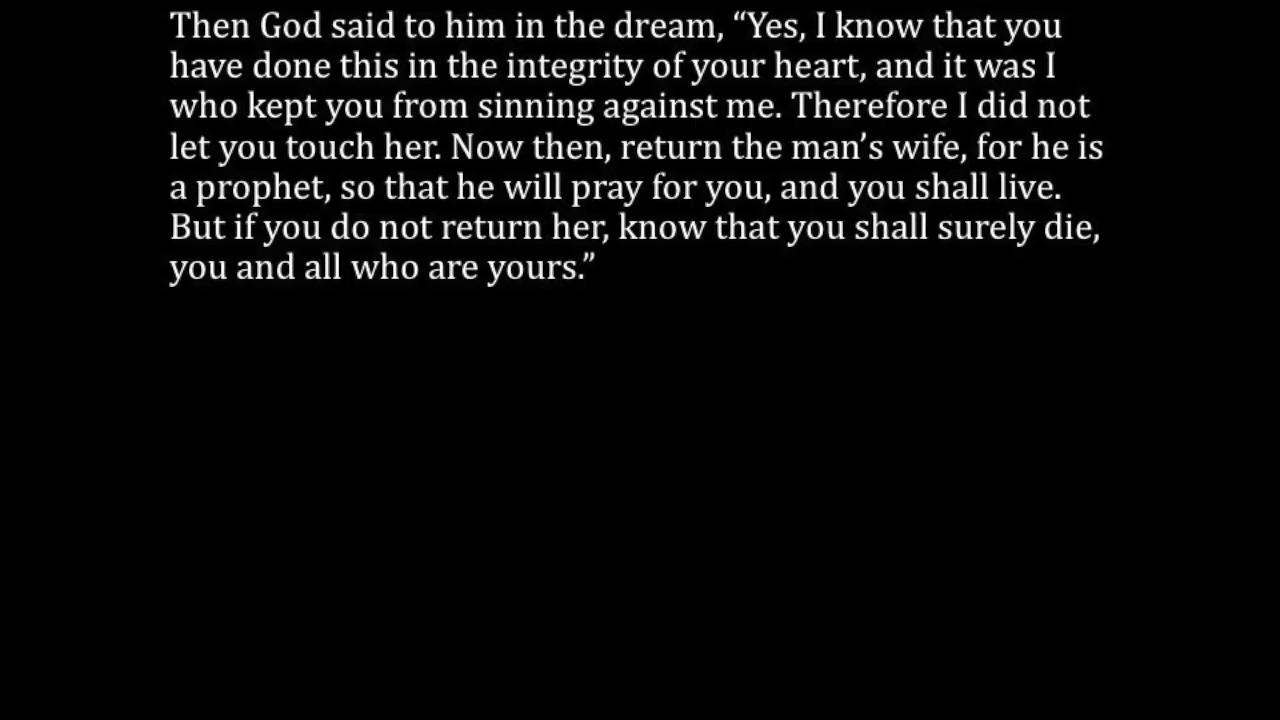 Then God said to him in the dream, “Yes, I know that you
have done this in the integrity of your heart, and it was I
who kept you from sinning against me. Therefore I did not
let you touch her. Now then, return the man’s wife, for he is
a prophet, so that he will pray for you, and you shall live.
But if you do not return her, know that you shall surely die,
you and all who are yours.”